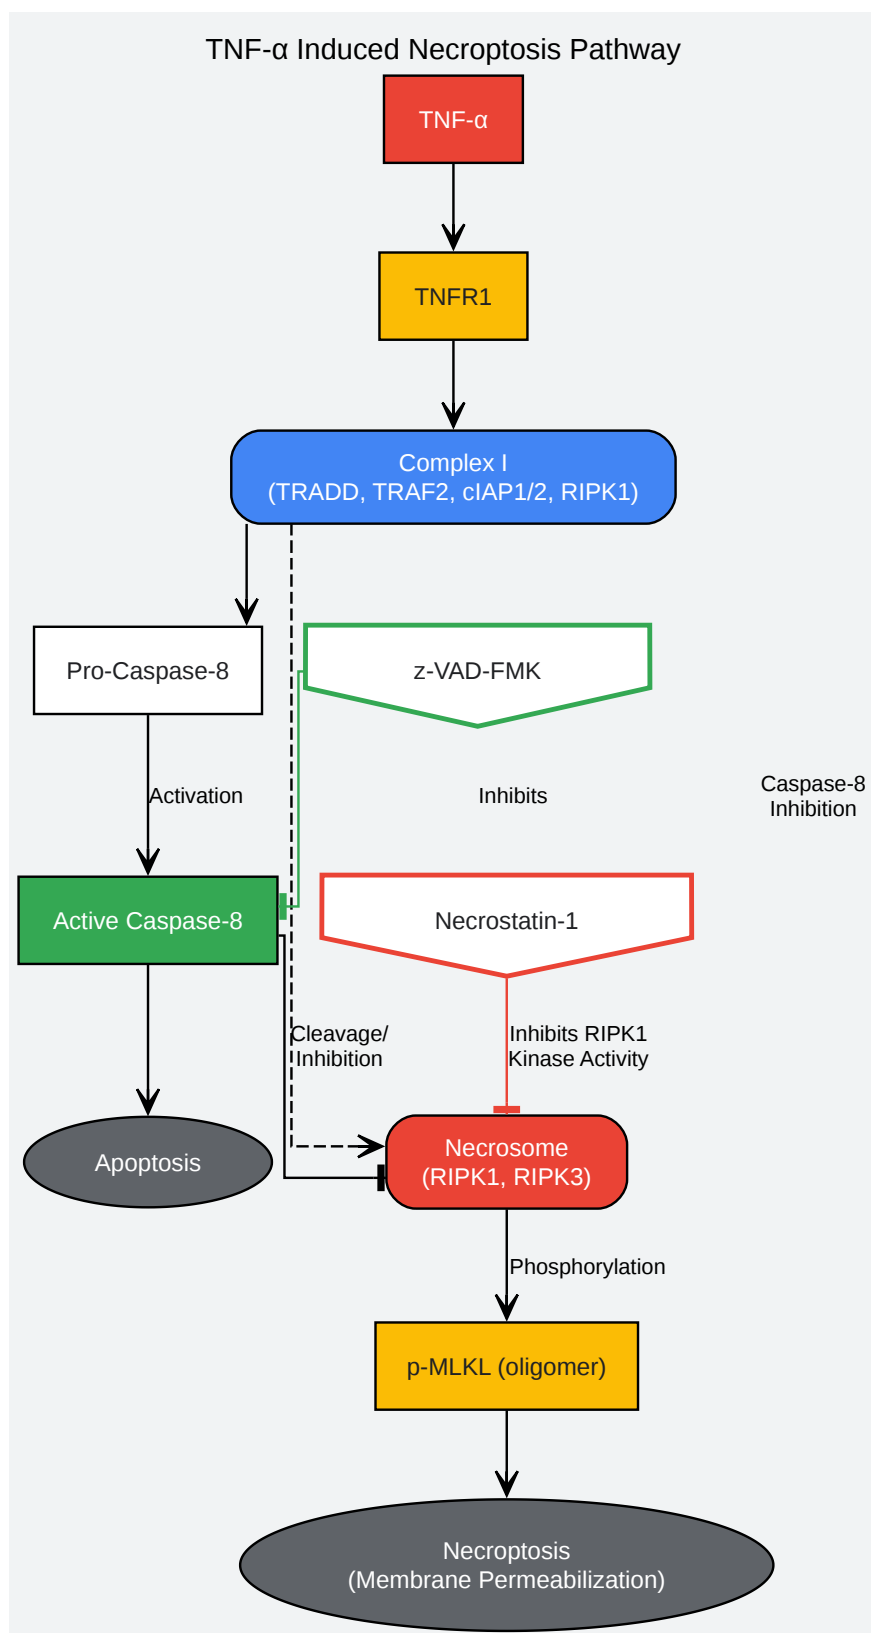 TNF-α Induced Necroptosis Pathway
TNF-α
TNFR1
Complex I
(TRADD, TRAF2, cIAP1/2, RIPK1)
Pro-Caspase-8
z-VAD-FMK
Activation
Inhibits
Caspase-8
Inhibition
Active Caspase-8
Necrostatin-1
Cleavage/
Inhibition
Inhibits RIPK1
Kinase Activity
Apoptosis
Necrosome
(RIPK1, RIPK3)
Phosphorylation
p-MLKL (oligomer)
Necroptosis
(Membrane Permeabilization)